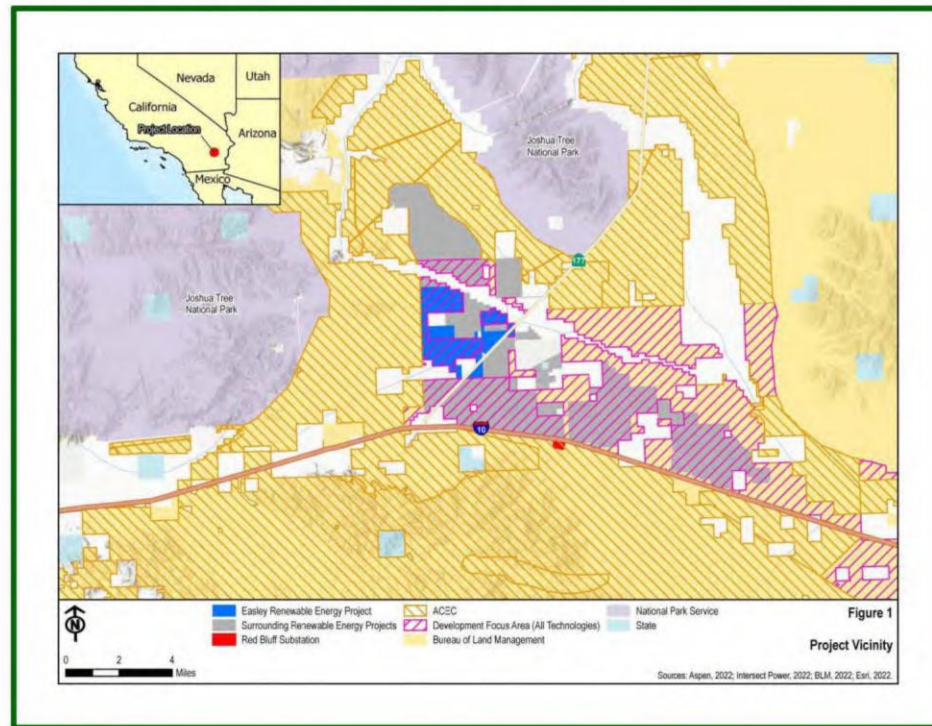 Nevada
Utah
California
Project Location
Arizona
Mexico
Joshua Tree
National Park
177
Joshua Tree
National Park
10
Easley Renewable Energy Project
Surrounding Renewable Energy Projects
Red Bluff Substation
ACEC
Development Focus Area (All Technologies)
Bureau of Land Management
National Park Service
State
Figure 1
Project Vicinity
N
0 2 4
Miles
Sources: Aspen, 2022; Intersect Power, 2022; BLM, 2022; Esri, 2022.